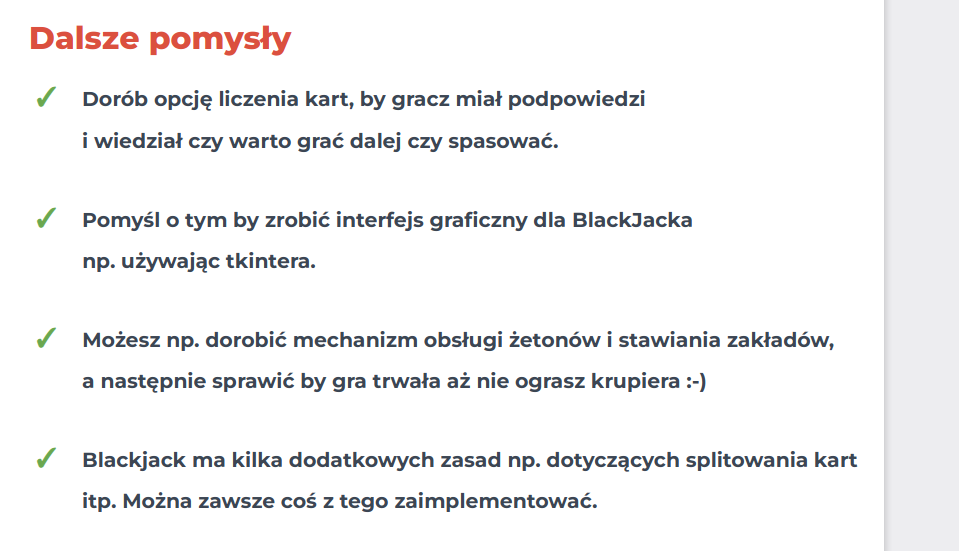 Dalsze pomysły
✓ Dorób opcję liczenia kart, by gracz miał podpowiedzi
i wiedział czy warto grać dalej czy spasować.
✓ Pomyśl o tym by zrobić interfejs graficzny dla BlackJacka
np. używając tkintera.
✓ Możesz np. dorobić mechanizm obsługi żetonów i stawiania zakładów,
a następnie sprawić by gra trwała aż nie ograsz krupiera :-)
✓ Blackjack ma kilka dodatkowych zasad np. dotyczących splitowania kart
itp. Można zawsze coś z tego zaimplementować.